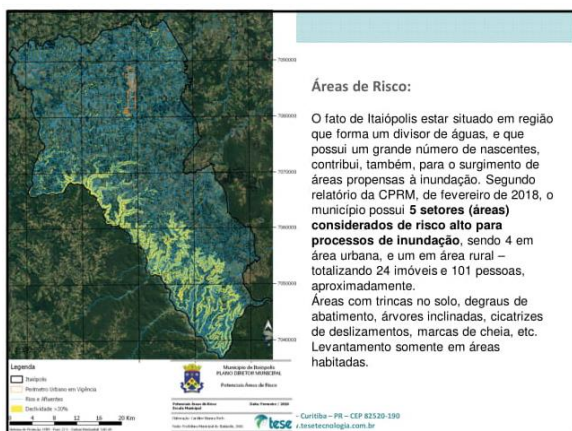 Áreas de Risco:
O fato de Itaiópolis estar situado em região
que forma um divisor de águas, e que
possui um grande número de nascentes,
contribui, também, para o surgimento de
áreas propensas à inundação. Segundo
relatório da CPRM, de fevereiro de 2018, o
município possui 5 setores (áreas)
considerados de risco alto para
processos de inundação, sendo 4 em
área urbana, e um em área rural –
totalizando 24 imóveis e 101 pessoas,
aproximadamente.
Áreas com trincas no solo, degraus de
abatimento, árvores inclinadas, cicatrizes
de deslizamentos, marcas de cheia, etc.
Levantamento somente em áreas
habitadas.
Legenda
Itaiópolis
Perímetro Urbano em Vigência
Rios e Afluentes
Declividade >30%
0 4 8 12 16 20 Km
Município de Itaiópolis
PLANO DIRETOR MUNICIPAL
Potenciais Áreas de Risco
tese
- Curitiba – PR – CEP 82520-190
.tesetecnologia.com.br